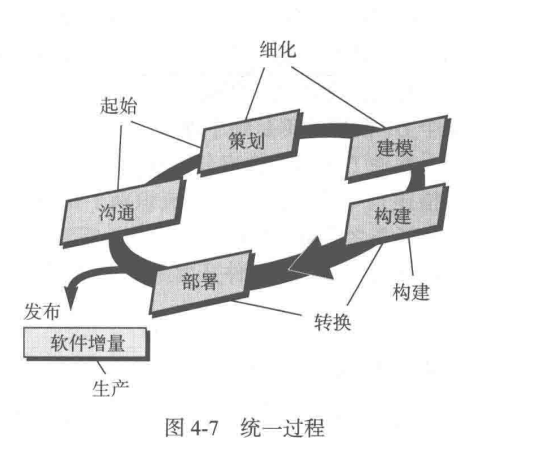 细化
起始
策划
建模
沟通
构建
部署
构建
发布
转换
软件增量
生产
图 4-7 统一过程